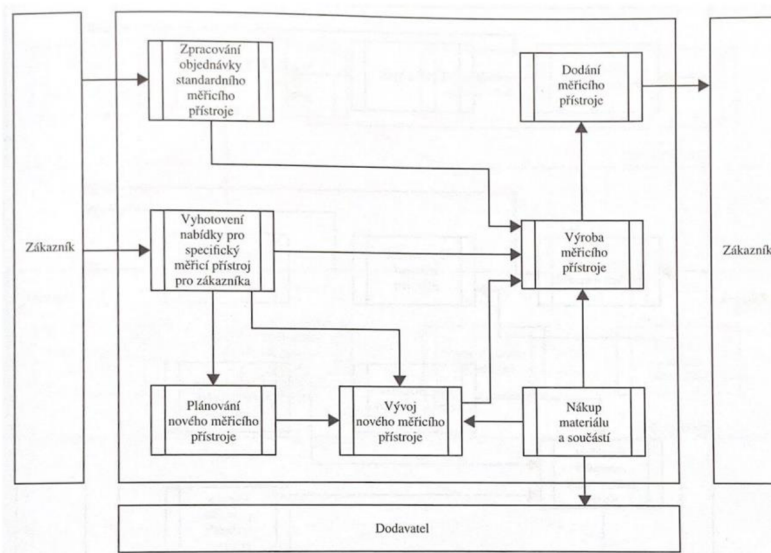 Zpracování
objednávky
standardního
měřicího
přístroje
Dodání
měřicího
přístroje
Zákazník
Vyhotovení
nabídky pro
specifický
měřicí přístroj
pro zákazníka
Výroba
měřicího
přístroje
Zákazník
Plánování
nového měřicího
přístroje
Vývoj
nového měřicího
přístroje
Nákup
materiálu
a součástí
Dodavatel